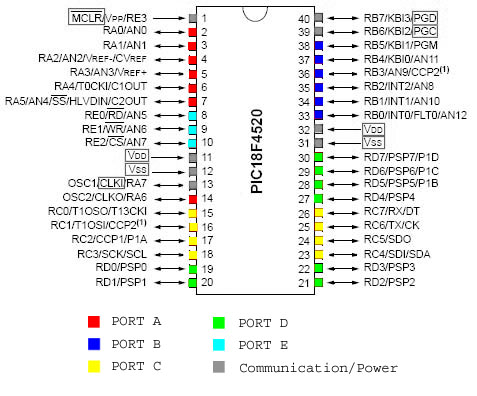 MCLR/VPP/RE3 1
RA0/AN0 2
RA1/AN1 3
RA2/AN2/VREF-/CVREF 4
RA3/AN3/VREF+ 5
RA4/T0CKI/C1OUT 6
RA5/AN4/SS/HLVDIN/C2OUT 7
RE0/RD/AN5 8
RE1/WR/AN6 9
RE2/CS/AN7 10
VDD 11
VSS 12
OSC1/CLKI/RA7 13
OSC2/CLKO/RA6 14
RC0/T1OSO/T13CKI 15
RC1/T1OSI/CCP2(1) 16
RC2/CCP1/P1A 17
RC3/SCK/SCL 18
RD0/PSP0 19
RD1/PSP1 20
PIC18F4520
40 RB7/KBI3/PGD
39 RB6/KBI2/PGC
38 RB5/KBI1/PGM
37 RB4/KBI0/AN11
36 RB3/AN9/CCP2(1)
35 RB2/INT2/AN8
34 RB1/INT1/AN10
33 RB0/INT0/FLT0/AN12
32 VDD
31 VSS
30 RD7/PSP7/P1D
29 RD6/PSP6/P1C
28 RD5/PSP5/P1B
27 RD4/PSP4
26 RC7/RX/DT
25 RC6/TX/CK
24 RC5/SDO
23 RC4/SDI/SDA
22 RD3/PSP3
21 RD2/PSP2
PORT A
PORT B
PORT C
PORT D
PORT E
Communication/Power